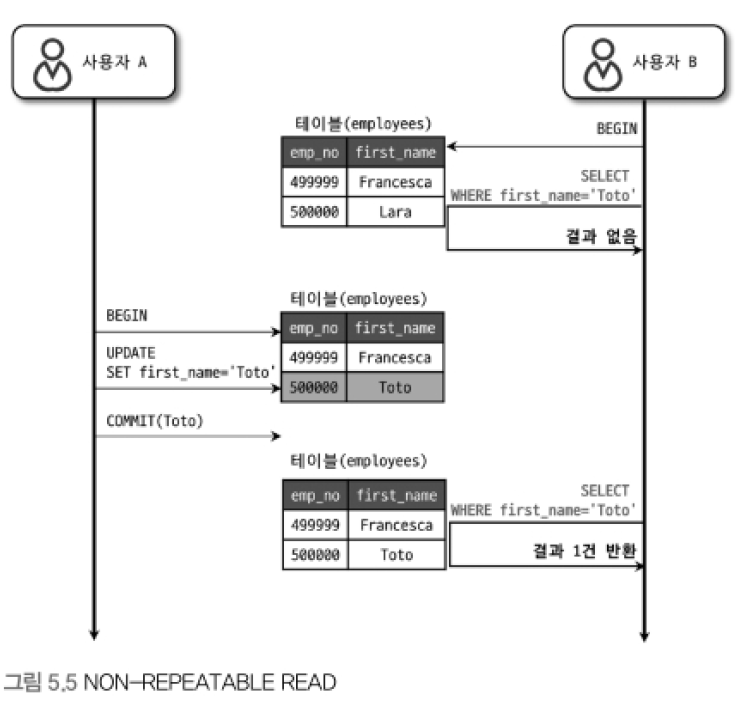 사용자 A
사용자 B
테이블(employees)
BEGIN
emp_no first_name
499999 Francesca
500000 Lara
SELECT
WHERE first_name='Toto'
결과 없음
테이블(employees)
BEGIN
emp_no first_name
499999 Francesca
500000 Toto
UPDATE
SET first_name='Toto'
COMMIT(Toto)
테이블(employees)
emp_no first_name
499999 Francesca
500000 Toto
SELECT
WHERE first_name='Toto'
결과 1건 반환
그림 5.5 NON-REPEATABLE READ